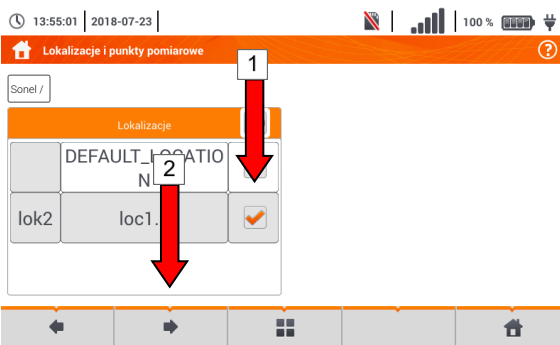 13:55:01 2018-07-23 100 %
Lokalizacje i punkty pomiarowe ?
1
Sonel /
Lokalizacje
DEFAULT_LOCATIO
N
2
lok2 loc1.